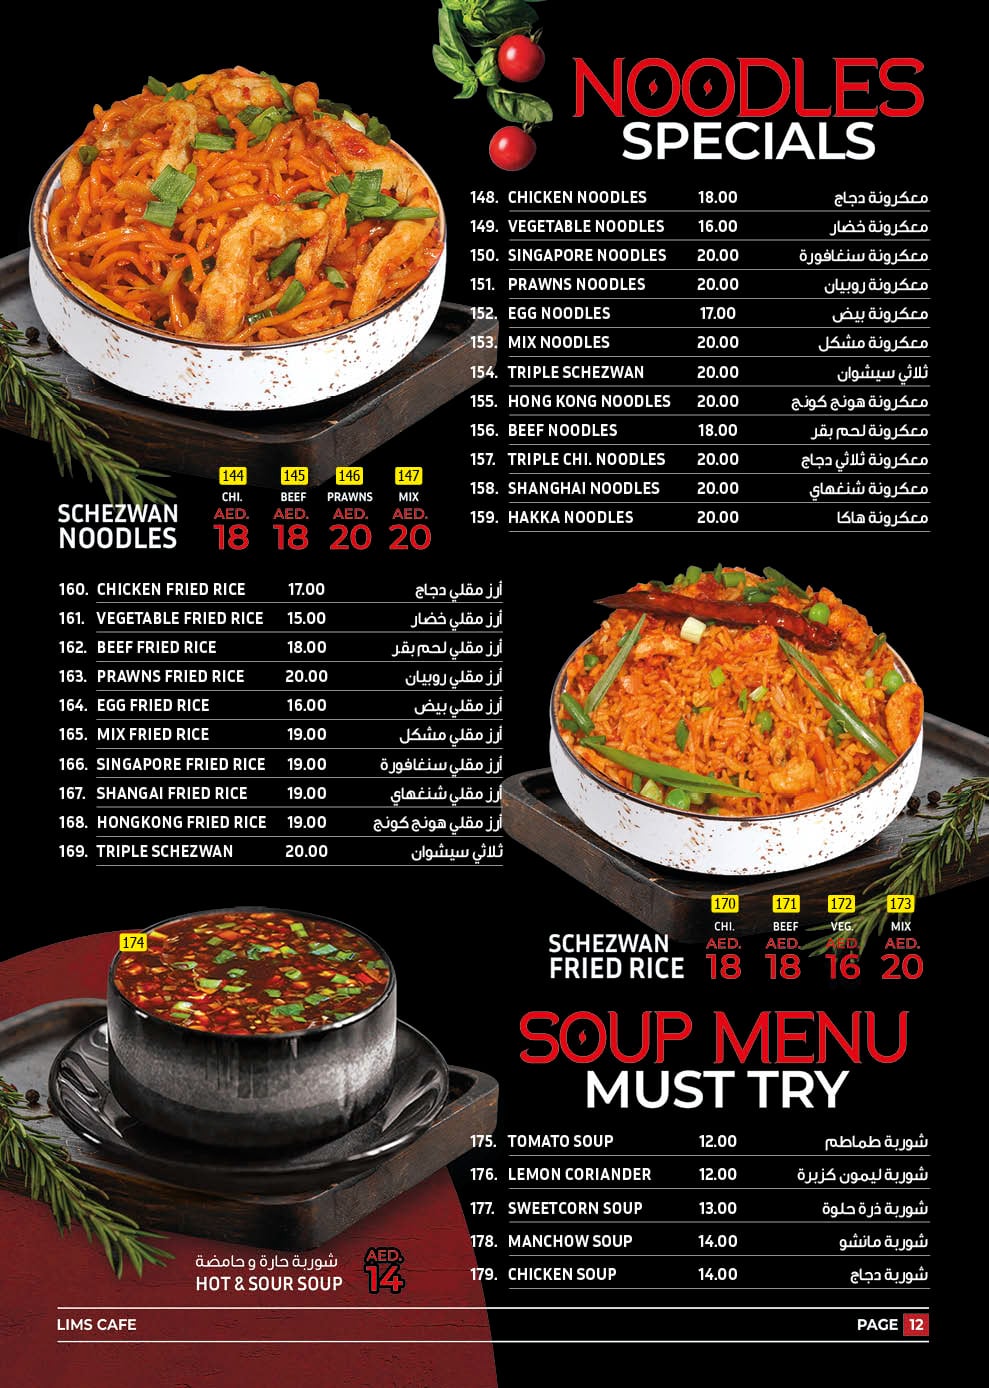 NOODLES
SPECIALS
148. CHICKEN NOODLES 18.00 معكرونة دجاج
149. VEGETABLE NOODLES 16.00 معكرونة خضار
150. SINGAPORE NOODLES 20.00 معكرونة سنغافورة
151. PRAWNS NOODLES 20.00 معكرونة روبيان
152. EGG NOODLES 17.00 معكرونة بيض
153. MIX NOODLES 20.00 معكرونة مشكل
154. TRIPLE SCHEZWAN 20.00 ثلاثي سيشوان
155. HONG KONG NOODLES 20.00 معكرونة هونج كونج
156. BEEF NOODLES 18.00 معكرونة لحم بقر
157. TRIPLE CHI. NOODLES 20.00 معكرونة ثلاثي دجاج
158. SHANGHAI NOODLES 20.00 معكرونة شنغهاي
159. HAKKA NOODLES 20.00 معكرونة هاكا
144 145 146 147
CHI. BEEF PRAWNS MIX
SCHEZWAN AED. AED. AED. AED.
NOODLES 18 18 20 20
160. CHICKEN FRIED RICE 17.00 أرز مقلي دجاج
161. VEGETABLE FRIED RICE 15.00 أرز مقلي خضار
162. BEEF FRIED RICE 18.00 أرز مقلي لحم بقر
163. PRAWNS FRIED RICE 20.00 أرز مقلي روبيان
164. EGG FRIED RICE 16.00 أرز مقلي بيض
165. MIX FRIED RICE 19.00 أرز مقلي مشكل
166. SINGAPORE FRIED RICE 19.00 أرز مقلي سنغافورة
167. SHANGAI FRIED RICE 19.00 أرز مقلي شنغهاي
168. HONGKONG FRIED RICE 19.00 أرز مقلي هونج كونج
169. TRIPLE SCHEZWAN 20.00 ثلاثي سيشوان
170 171 172 173
CHI. BEEF VEG. MIX
SCHEZWAN AED. AED. AED. AED.
FRIED RICE 18 18 16 20
174
شوربة حارة و حامضة AED.
HOT & SOUR SOUP 14
SOUP MENU
MUST TRY
175. TOMATO SOUP 12.00 شوربة طماطم
176. LEMON CORIANDER 12.00 شوربة ليمون كزبرة
177. SWEETCORN SOUP 13.00 شوربة ذرة حلوة
178. MANCHOW SOUP 14.00 شوربة مانشو
179. CHICKEN SOUP 14.00 شوربة دجاج
LIMS CAFE PAGE 12